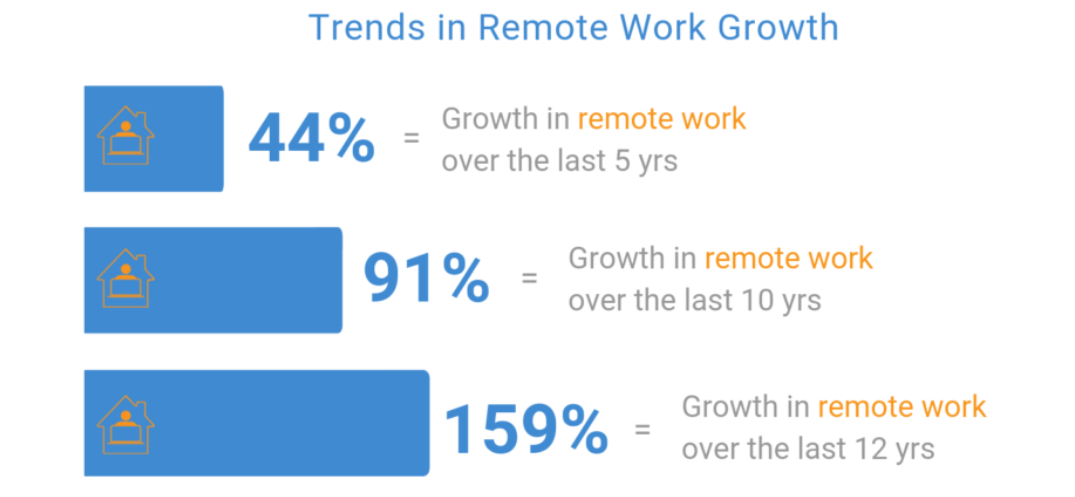 Trends in Remote Work Growth
44% = Growth in remote work
over the last 5 yrs
91% = Growth in remote work
over the last 10 yrs
159% = Growth in remote work
over the last 12 yrs